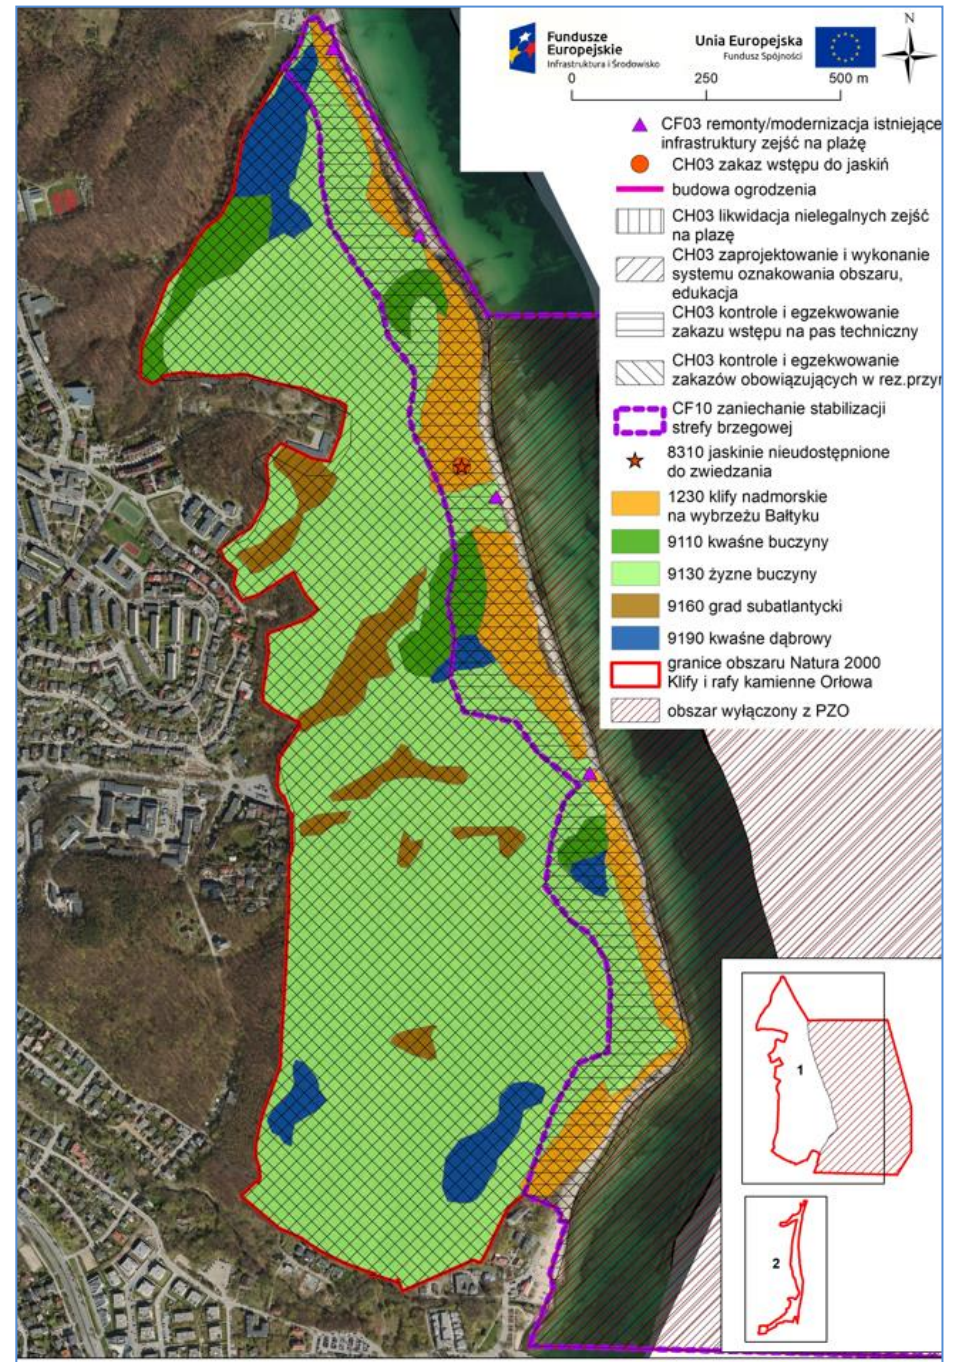 N
Fundusze
Europejskie
Infrastruktura i Środowisko
Unia Europejska
Fundusz Spójności
0 250 500 m
CF03 remonty/modernizacja istniejące
infrastruktury zejść na plażę
CH03 zakaz wstępu do jaskiń
budowa ogrodzenia
CH03 likwidacja nielegalnych zejść
na plazę
CH03 zaprojektowanie i wykonanie
systemu oznakowania obszaru,
edukacja
CH03 kontrole i egzekwowanie
zakazu wstępu na pas techniczny
CH03 kontrole i egzekwowanie
zakazów obowiązujących w rez.przyr
CF10 zaniechanie stabilizacji
strefy brzegowej
8310 jaskinie nieudostępnione
do zwiedzania
1230 klify nadmorskie
na wybrzeżu Bałtyku
9110 kwaśne buczyny
9130 żyzne buczyny
9160 grad subatlantycki
9190 kwaśne dąbrowy
granice obszaru Natura 2000
Klify i rafy kamienne Orłowa
obszar wyłączony z PZO
1
2